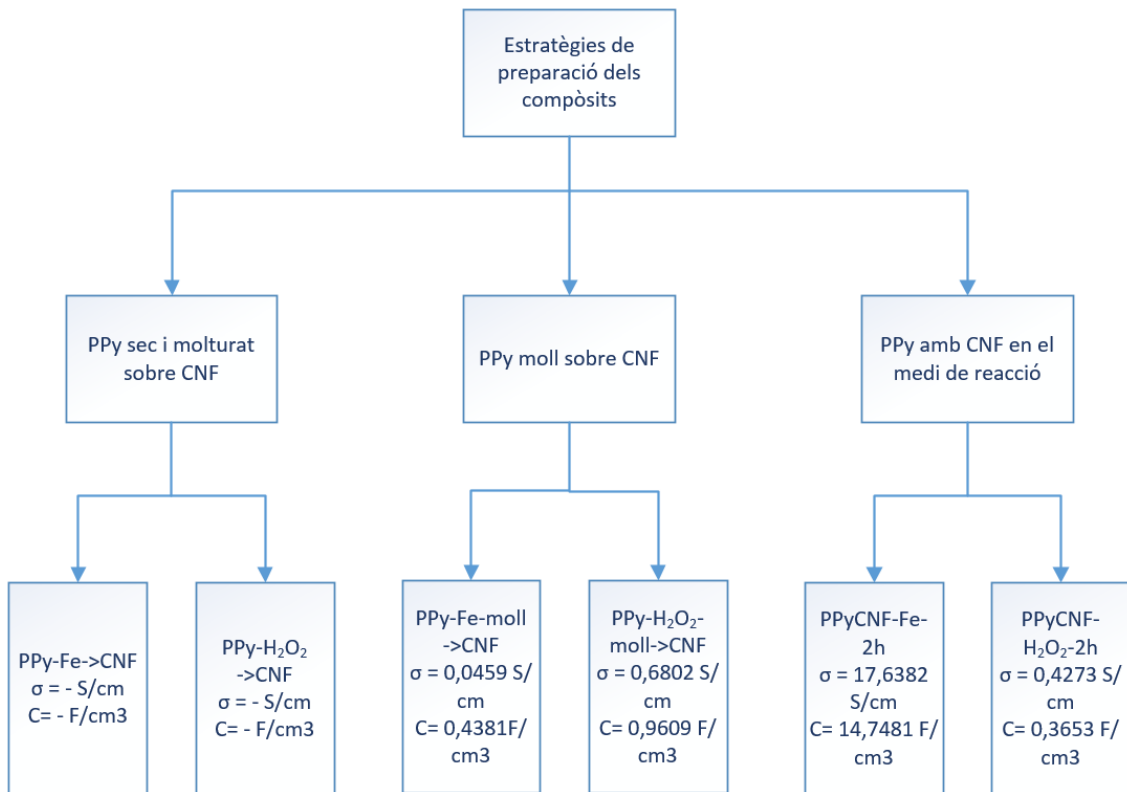 Estratègies de
preparació dels
compòsits
PPy sec i molturat
sobre CNF
PPy moll sobre CNF
PPy amb CNF en el
medi de reacció
PPy-Fe->CNF
σ = - S/cm
C= - F/cm3
PPy-H₂O₂
->CNF
σ = - S/cm
C= - F/cm3
PPy-Fe-moll
->CNF
σ = 0,0459 S/
cm
C= 0,4381F/
cm3
PPy-H₂O₂-
moll->CNF
σ = 0,6802 S/
cm
C= 0,9609 F/
cm3
PPyCNF-Fe-
2h
σ = 17,6382
S/cm
C= 14,7481 F/
cm3
PPyCNF-
H₂O₂-2h
σ = 0,4273 S/
cm
C= 0,3653 F/
cm3